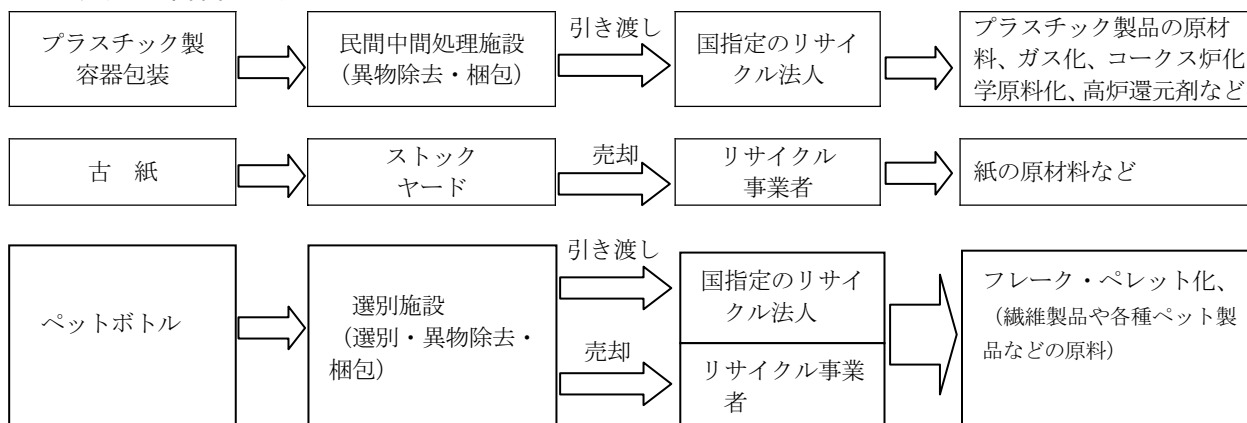 プラスチック製
容器包装
民間中間処理施設
（異物除去・梱包）
引き渡し
国指定のリサイ
クル法人
プラスチック製品の原材
料、ガス化、コークス炉化
学原料化、高炉還元剤など
古　紙
ストック
ヤード
売却
リサイクル
事業者
紙の原材料など
ペットボトル
選別施設
（選別・異物除去・
梱包）
引き渡し
売却
国指定のリサイ
クル法人
リサイクル事業
者
フレーク・ペレット化、
（繊維製品や各種ペット製
品などの原料）